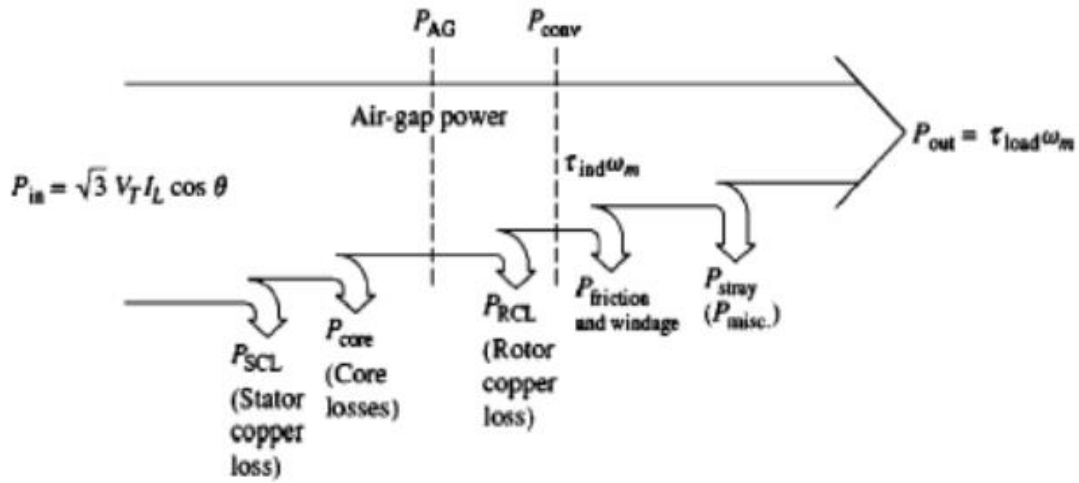 P_AG
P_conv
Air-gap power
P_out = τ_load ω_m
τ_ind ω_m
P_in = √3 V_T I_L cos θ
P_SCL
(Stator
copper
loss)
P_core
(Core
losses)
P_RCL
(Rotor
copper
loss)
P_friction
and windage
P_stray
(P_misc.)